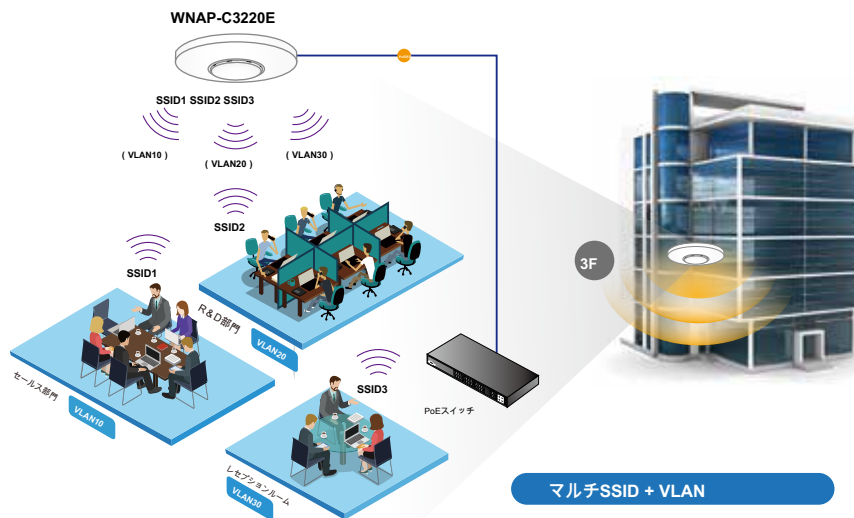 WNAP-C3220E
SSID1 SSID2 SSID3
( VLAN10 )
( VLAN20 )
( VLAN30 )
SSID2
SSID1
3F
R&D部門
VLAN20
セールス部門
VLAN10
SSID3
PoEスイッチ
レセプションルーム
VLAN30
マルチSSID + VLAN